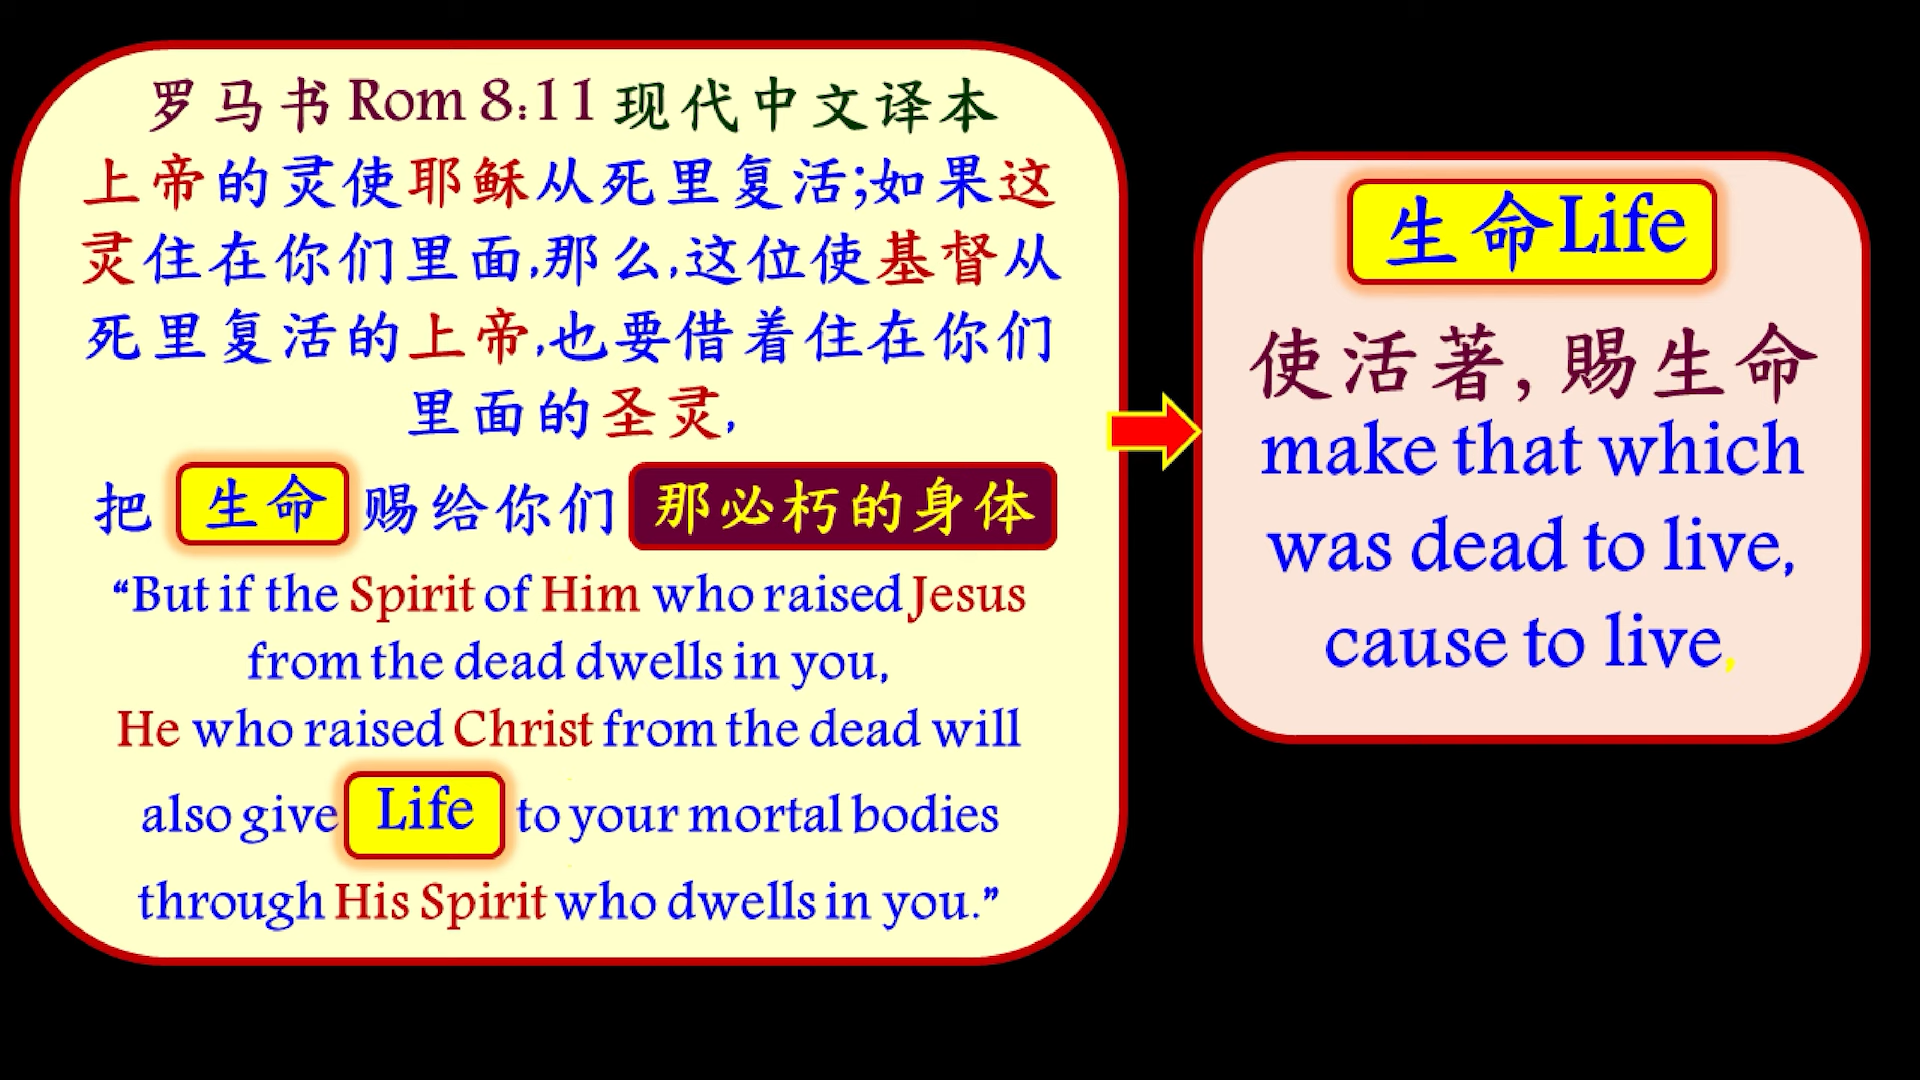 罗马书 Rom 8:11 现代中文译本
上帝的灵使耶稣从死里复活;如果这
灵住在你们里面,那么,这位使基督从
死里复活的上帝,也要借着住在你们
里面的圣灵,
把 生命 赐给你们 那必朽的身体
“But if the Spirit of Him who raised Jesus
from the dead dwells in you,
He who raised Christ from the dead will
also give Life to your mortal bodies
through His Spirit who dwells in you.”
生命Life
使活著, 賜生命
make that which
was dead to live,
cause to live,